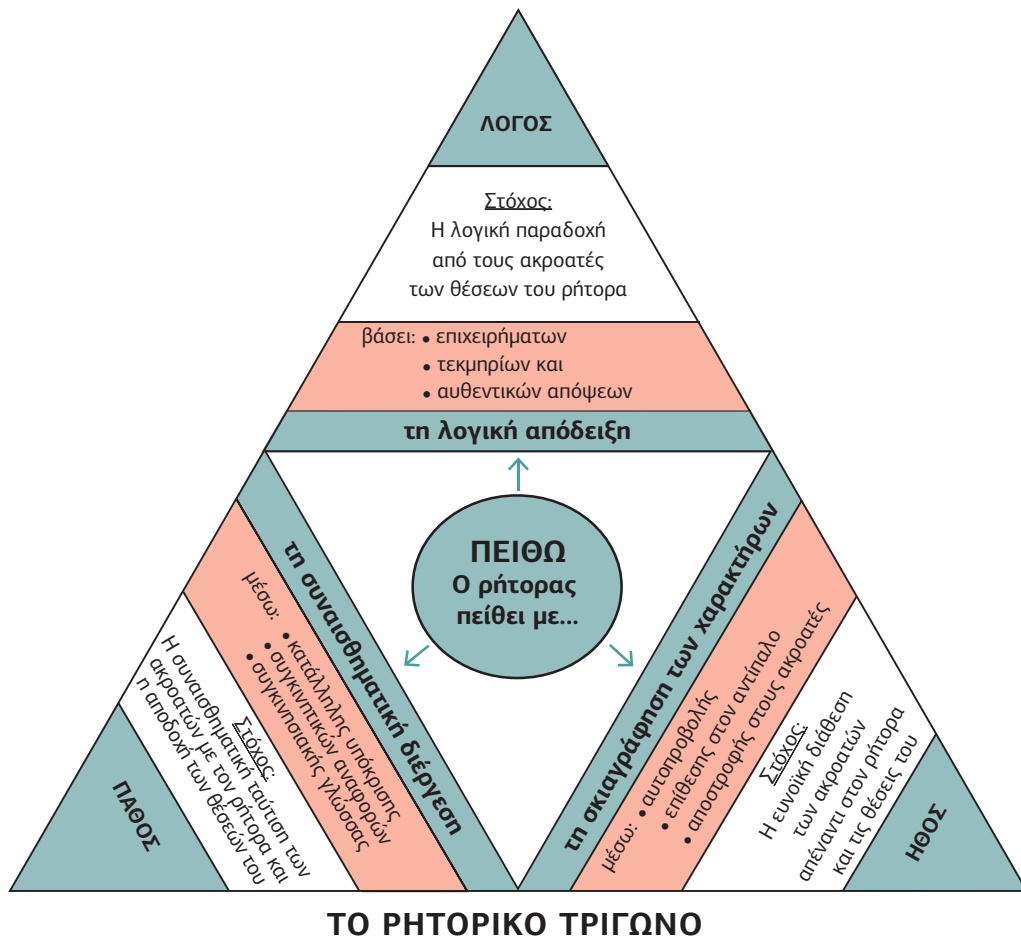 ΛΟΓΟΣ
Στόχος:
Η λογική παραδοχή
από τους ακροατές
των θέσεων του ρήτορα
βάσει: • επιχειρημάτων
• τεκμηρίων και
• αυθεντικών απόψεων
τη λογική απόδειξη
ΠΕΙΘΩ
Ο ρήτορας
πείθει με...
τη συναισθηματική διέργεση
μέσω: • κατάλληλης υπόκρισης
• συγκινητικών αναφορών
• συγκινησιακής γλώσσας
Στόχος:
Η συναισθηματική ταύτιση των
ακροατών με τον ρήτορα και
η αποδοχή των θέσεών του
ΠΑΘΟΣ
τη σκιαγράφηση των χαρακτήρων
μέσω: • αυτοπροβολής
• επίθεσης στον αντίπαλο
• αποστροφής στους ακροατές
Στόχος:
Η ευνοϊκή διάθεση
των ακροατών
απέναντι στον ρήτορα
και τις θέσεις του
ΗΘΟΣ
ΤΟ ΡΗΤΟΡΙΚΟ ΤΡΙΓΩΝΟ